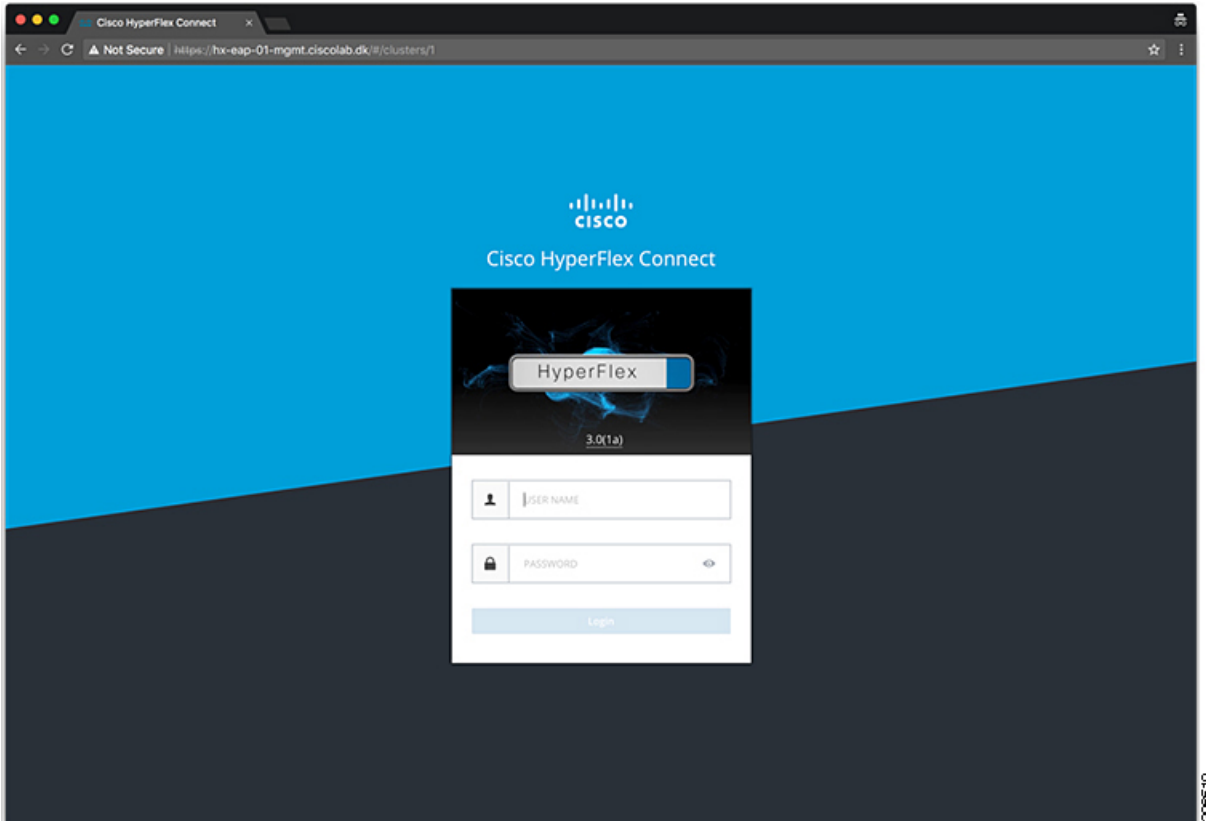 Cisco HyperFlex Connect
Not Secure https://hx-eap-01-mgmt.ciscolab.dk/#/clusters/1
CISCO
Cisco HyperFlex Connect
HyperFlex
3.0(1a)
USER NAME
PASSWORD
Login